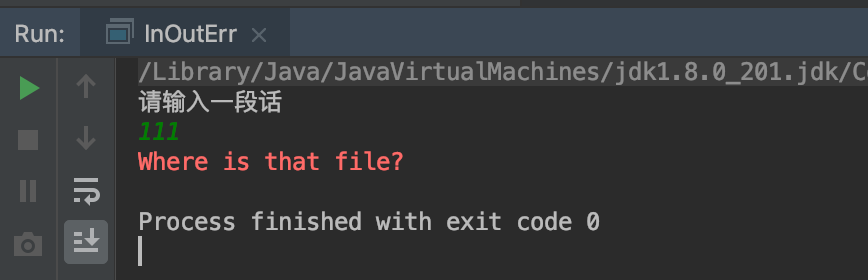 Run: InOutErr
/Library/Java/JavaVirtualMachines/jdk1.8.0_201.jdk/C
请输入一段话
111
Where is that file?
Process finished with exit code 0